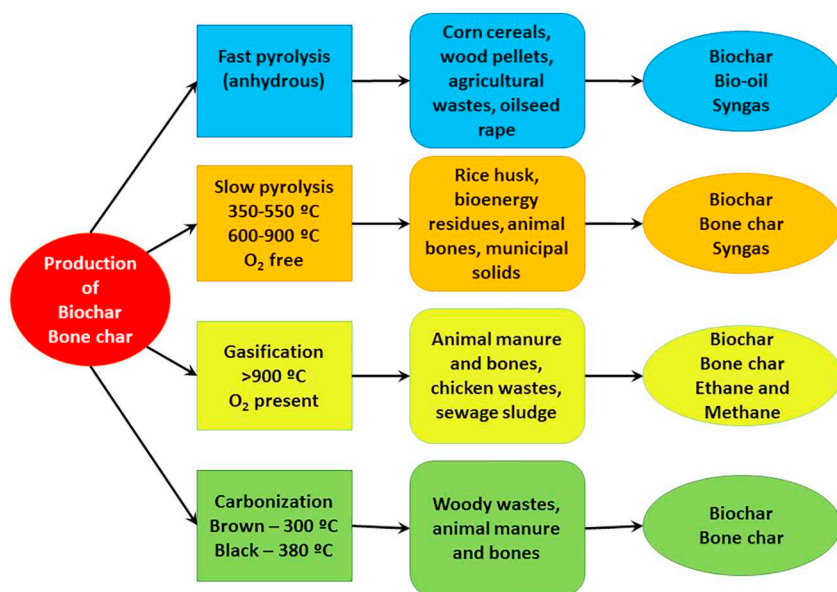 Production
of
Biochar
Bone char
Fast pyrolysis
(anhydrous)
Corn cereals,
wood pellets,
agricultural
wastes, oilseed
rape
Biochar
Bio-oil
Syngas
Slow pyrolysis
350-550 ºC
600-900 ºC
O₂ free
Rice husk,
bioenergy
residues, animal
bones, municipal
solids
Biochar
Bone char
Syngas
Gasification
>900 ºC
O₂ present
Animal manure
and bones,
chicken wastes,
sewage sludge
Biochar
Bone char
Ethane and
Methane
Carbonization
Brown – 300 ºC
Black – 380 ºC
Woody wastes,
animal manure
and bones
Biochar
Bone char